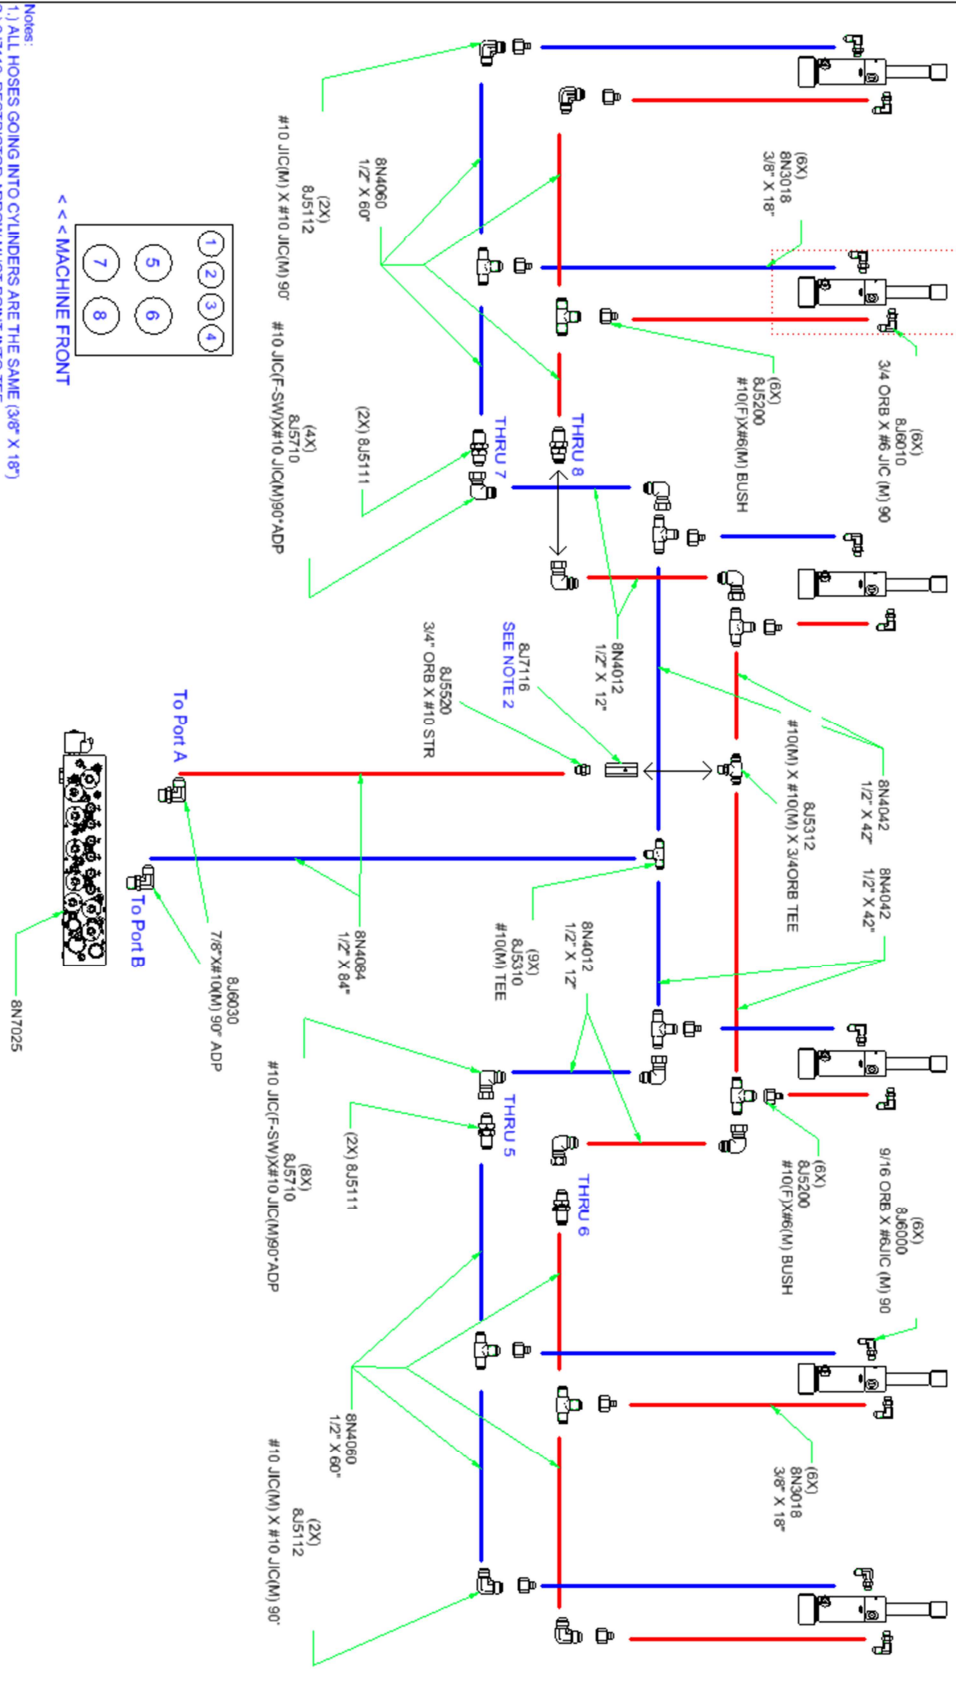 Notes:
1.) ALL HOSES GOING INTO CYLINDERS ARE THE SAME (3/8" X 18")
< < < MACHINE FRONT
1
2
3
4
5
6
7
8
(2X)
8J5112
#10 JIC(M) X #10 JIC(M) 90°
8N4060
1/2" X 60"
(6X)
8N3018
3/8" X 18"
(6X)
8J6010
3/4 ORB X #6 JIC (M) 90
(6X)
8J5200
#10(F)X#6(M) BUSH
THRU 7
THRU 8
(2X) 8J5111
(4X)
8J5710
#10 JIC(F-SW)X#10 JIC(M)90°ADP
8N4012
1/2" X 12"
8J7116
SEE NOTE 2
8J5520
3/4" ORB X #10 STR
8N4042
1/2" X 42"
8N4042
1/2" X 42"
8J5312
#10(M) X #10(M) X 3/4ORB TEE
To Port A
To Port B
8N7025
8J6030
7/8"X#10(M) 90° ADP
8N4084
1/2" X 84"
(9X)
8J5310
#10(M) TEE
8N4012
1/2" X 12"
THRU 5
THRU 6
(2X) 8J5111
(8X)
8J5710
#10 JIC(F-SW)X#10 JIC(M)90°ADP
(6X)
8J5200
#10(F)X#6(M) BUSH
(6X)
8J6000
9/16 ORB X #6JIC (M) 90
8N4060
1/2" X 60"
(6X)
8N3018
3/8" X 18"
(2X)
8J5112
#10 JIC(M) X #10 JIC(M) 90°